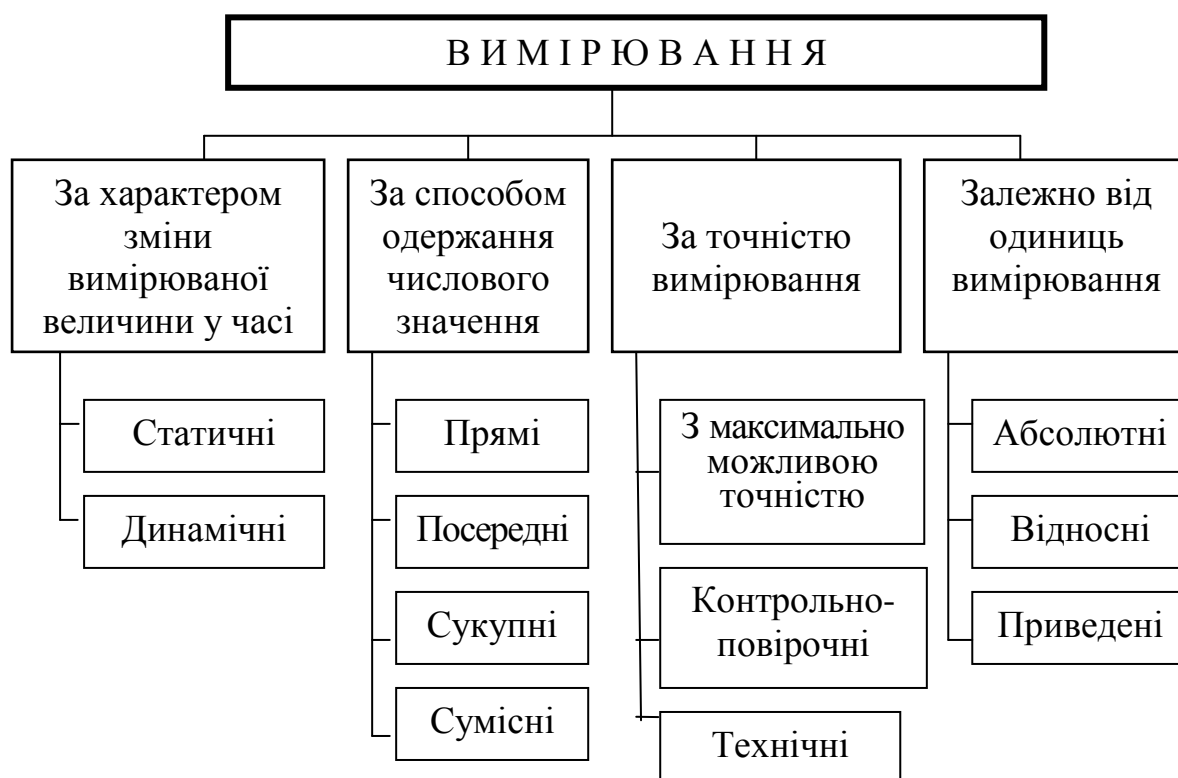 В И М І Р Ю В А Н Н Я
За характером
зміни
вимірюваної
величини у часі
Статичні
Динамічні
За способом
одержання
числового
значення
Прямі
Посередні
Сукупні
Сумісні
За точністю
вимірювання
З максимально
можливою
точністю
Контрольно-
повірочні
Технічні
Залежно від
одиниць
вимірювання
Абсолютні
Відносні
Приведені